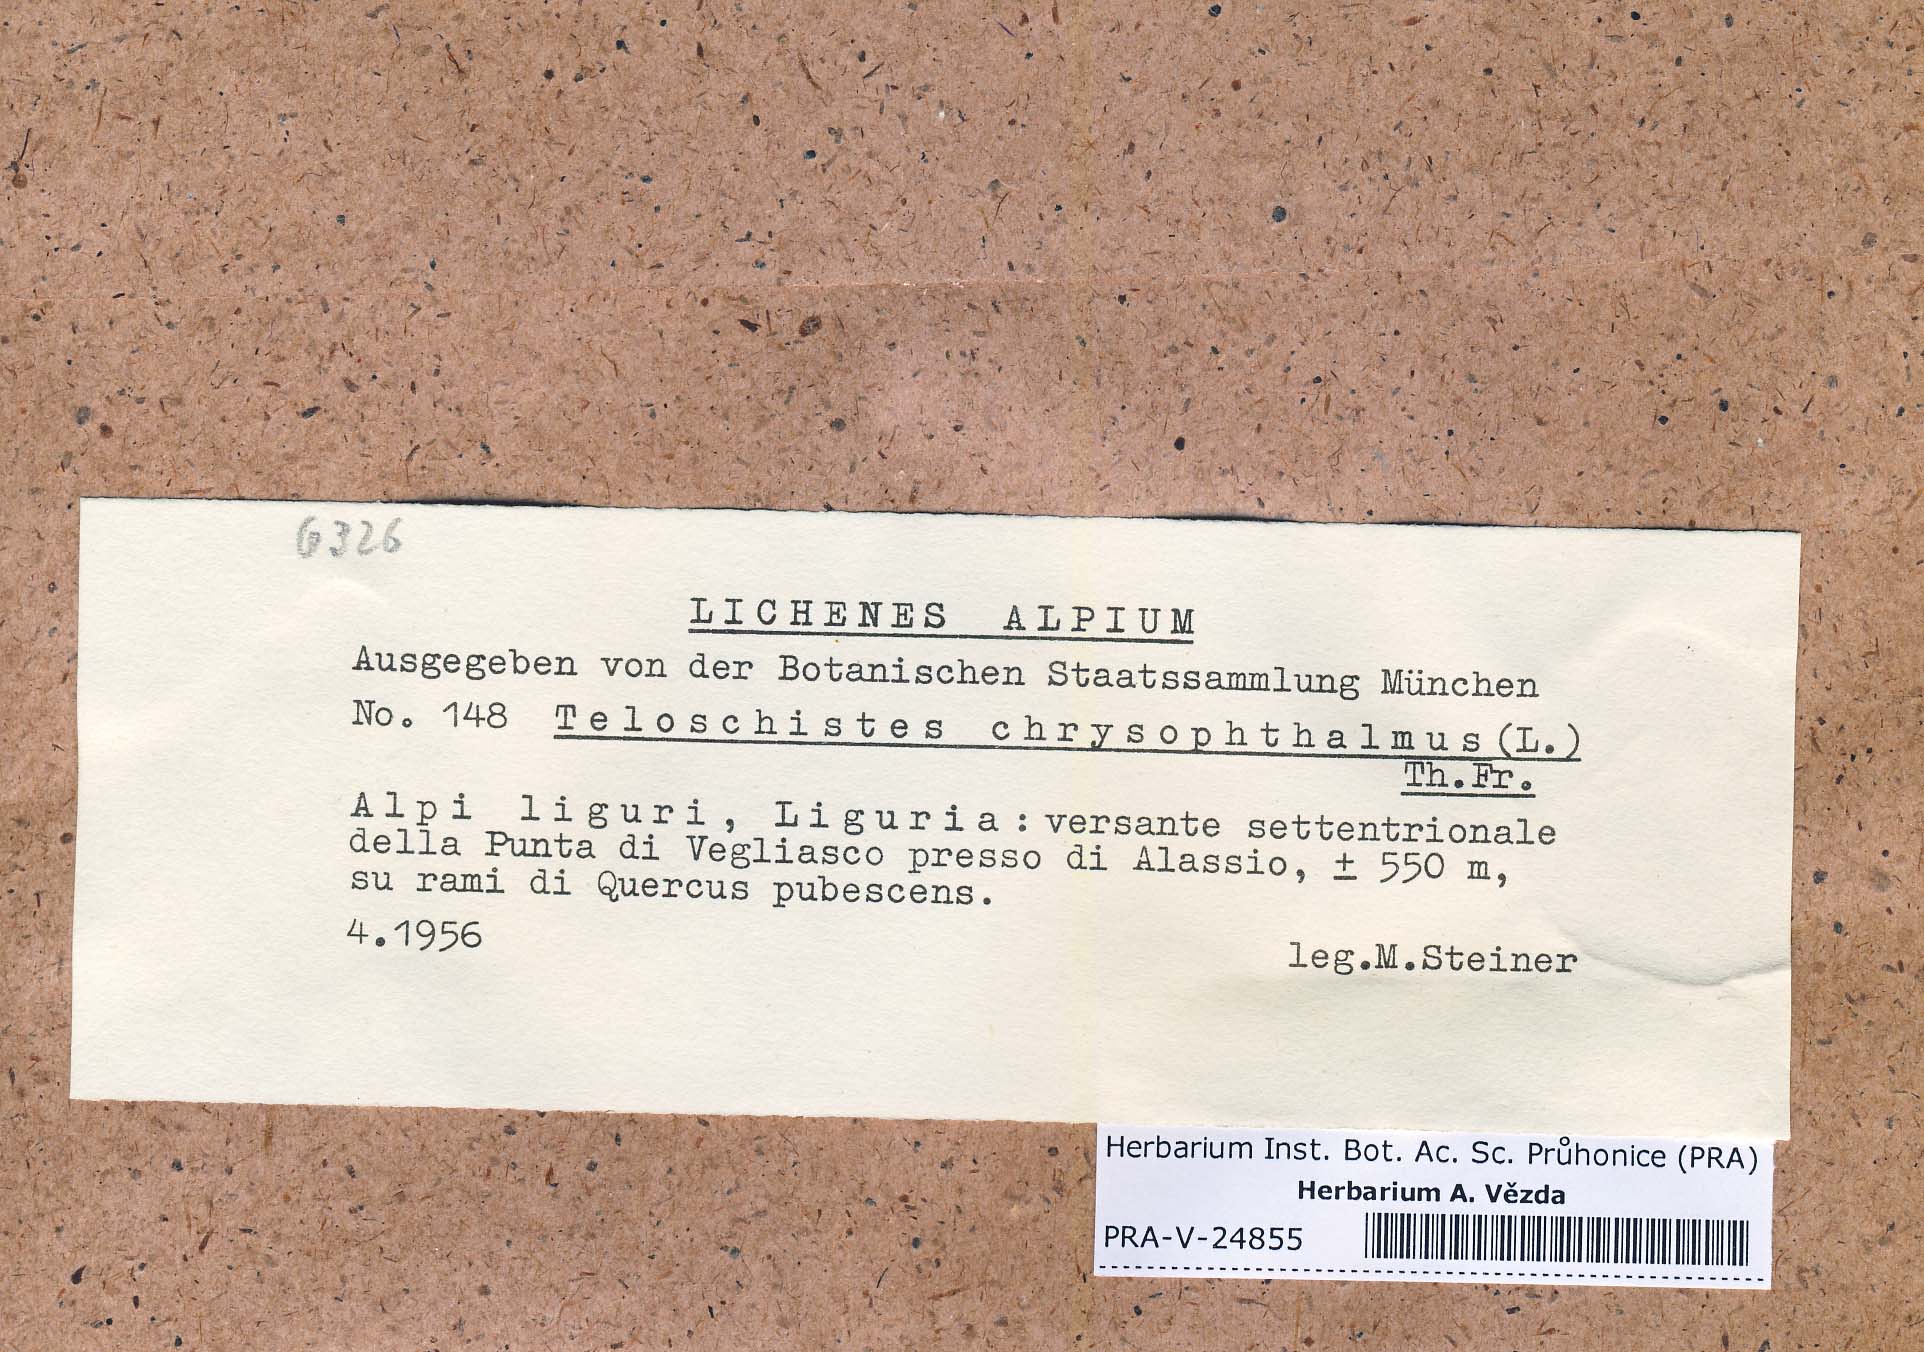 6326
LICHENES ALPIUM
Ausgegeben von der Botanischen Staatssammlung München
No. 148 Teloschistes chrysophthalmus (L.)
Th.Fr.
Alpi liguri, Liguria: versante settentrionale
della Punta di Vegliasco presso di Alassio, ± 550 m,
su rami di Quercus pubescens.
4.1956
leg.M.Steiner
Herbarium Inst. Bot. Ac. Sc. Průhonice (PRA)
Herbarium A. Vězda
PRA-V-24855